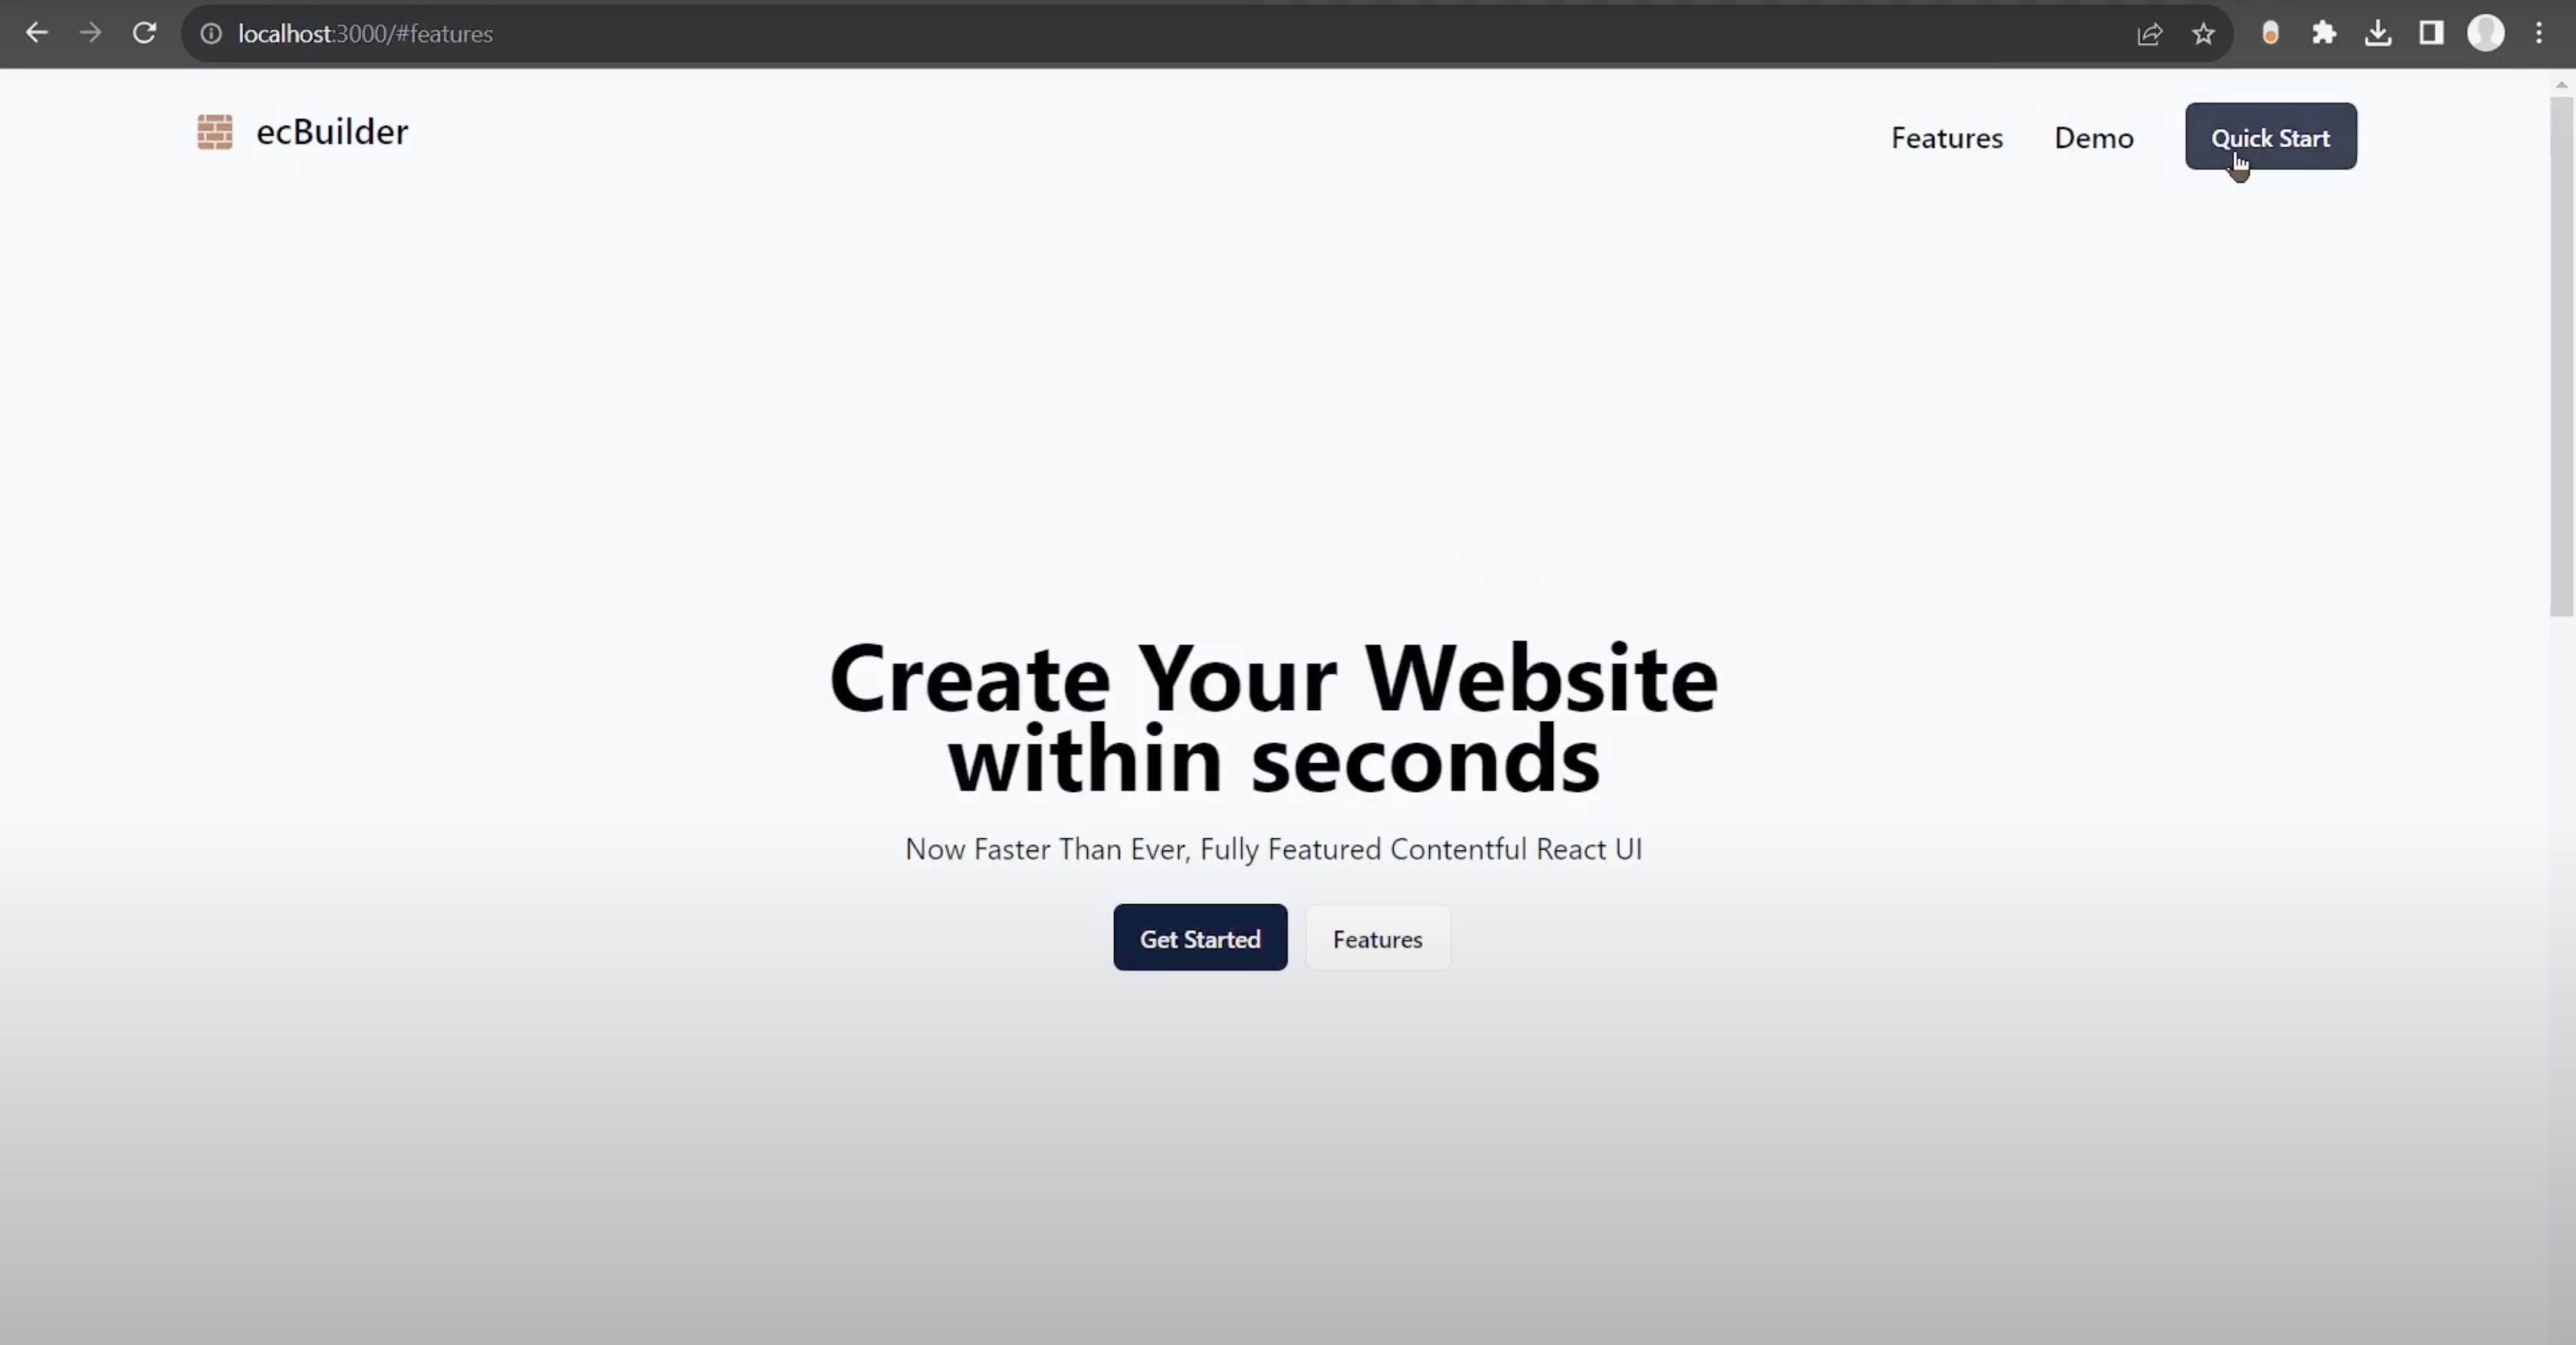 localhost:3000/#features
ecBuilder
Features
Demo
Quick Start
Create Your Website
within seconds
Now Faster Than Ever, Fully Featured Contentful React UI
Get Started
Features